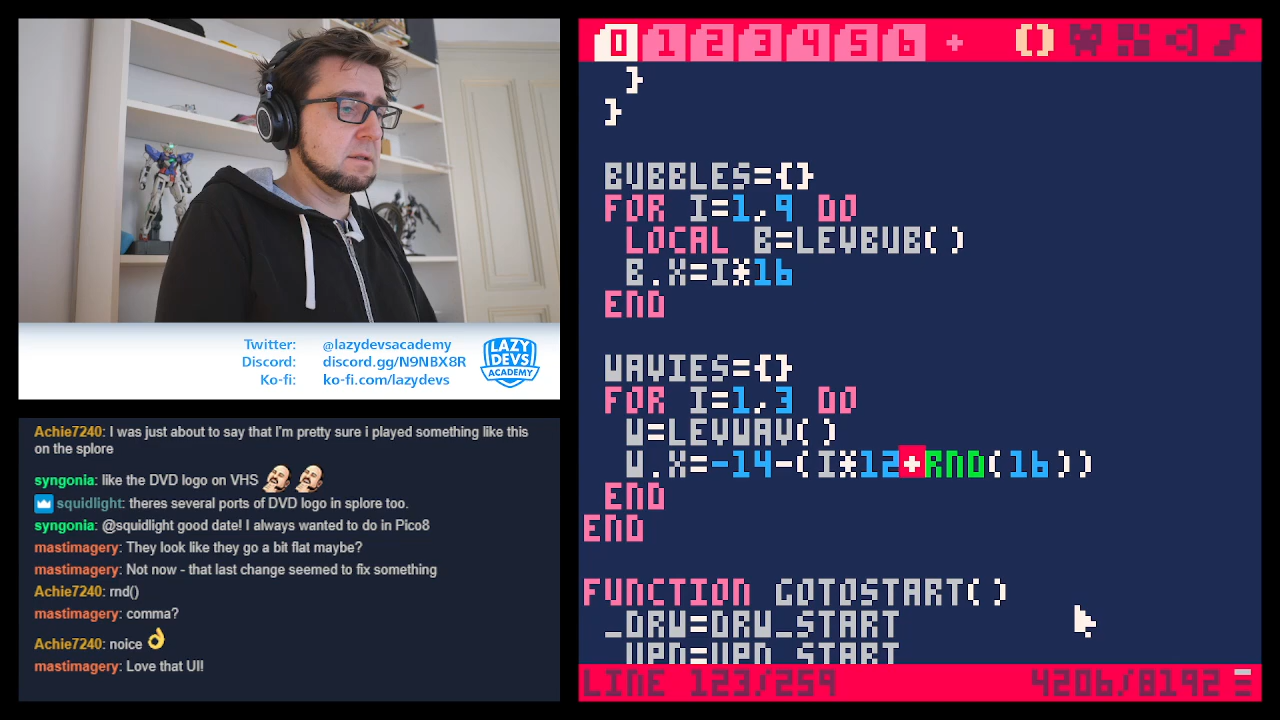 Twitter: @lazydevsacademy
Discord: discord.gg/N9NBX8R
Ko-fi: ko-fi.com/lazydevs
LAZY
DEVS
ACADEMY
Achie7240: I was just about to say that I'm pretty sure i played something like this
on the splore
syngonia: like the DVD logo on VHS
squidlight: theres several ports of DVD logo in splore too.
syngonia: @squidlight good date! I always wanted to do in Pico8
mastimagery: They look like they go a bit flat maybe?
mastimagery: Not now - that last change seemed to fix something
Achie7240: rnd()
mastimagery: comma?
Achie7240: noice 👌
mastimagery: Love that UI!
0 1 2 3 4 5 6 + ()
}
}
BUBBLES={}
FOR I=1,9 DO
LOCAL B=LEVBUB()
B.X=I*16
END
WAVIES={}
FOR I=1,3 DO
W=LEVWAV()
W.X=-14-(I*12+RND(16))
END
END
FUNCTION GOTOSTART()
_DRW=DRW_START
_UPD=UPD_START
LINE 123/259 4206/8192